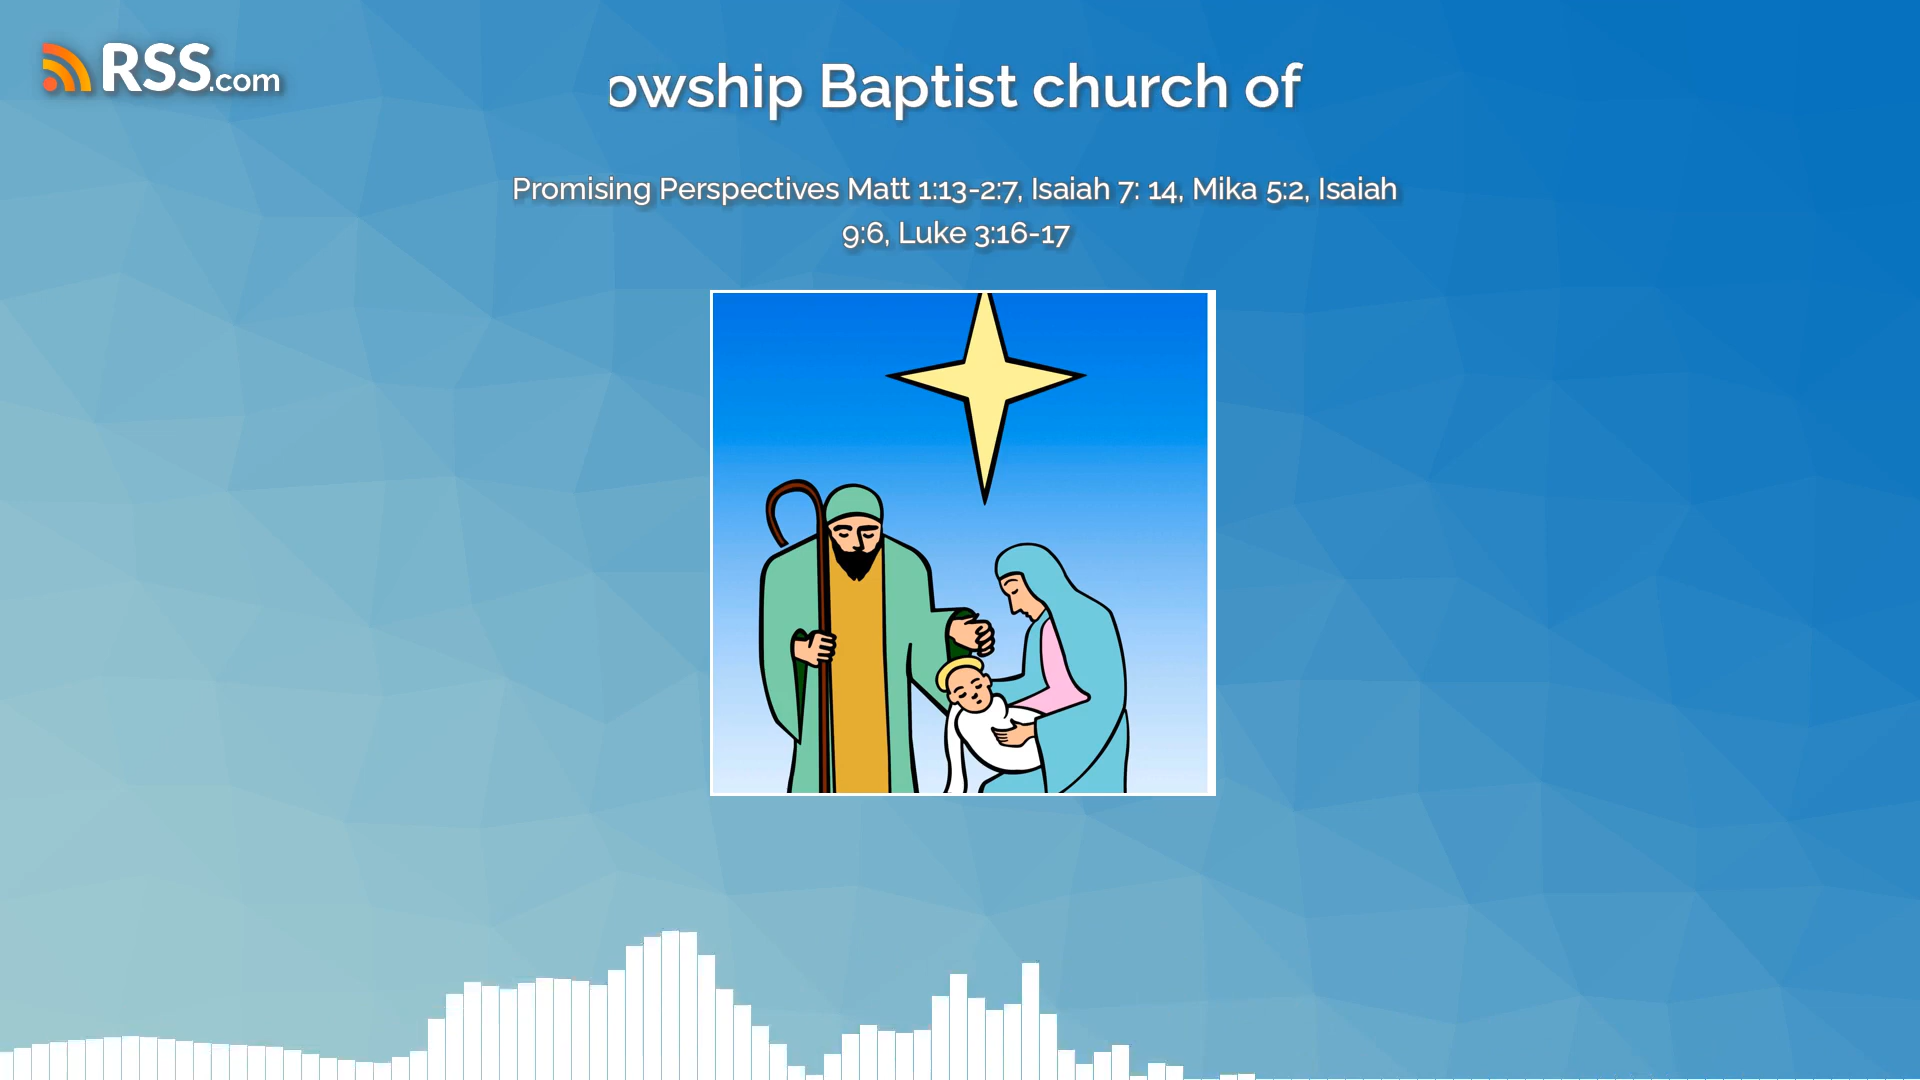 RSS.com
owship Baptist church of
Promising Perspectives Matt 1:13-2:7, Isaiah 7: 14, Mika 5:2, Isaiah
9:6, Luke 3:16-17